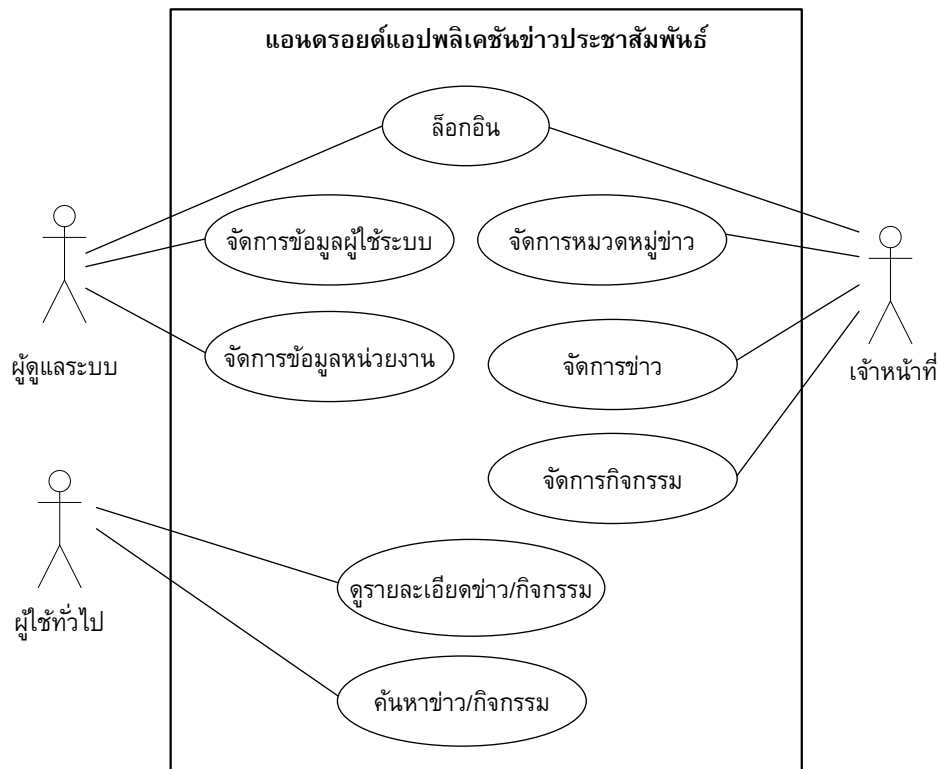 แอนดรอยด์แอปพลิเคชันข่าวประชาสัมพันธ์
ล็อกอิน
จัดการข้อมูลผู้ใช้ระบบ
จัดการหมวดหมู่ข่าว
จัดการข้อมูลหน่วยงาน
จัดการข่าว
ผู้ดูแลระบบ
เจ้าหน้าที่
จัดการกิจกรรม
ดูรายละเอียดข่าว/กิจกรรม
ผู้ใช้ทั่วไป
ค้นหาข่าว/กิจกรรม